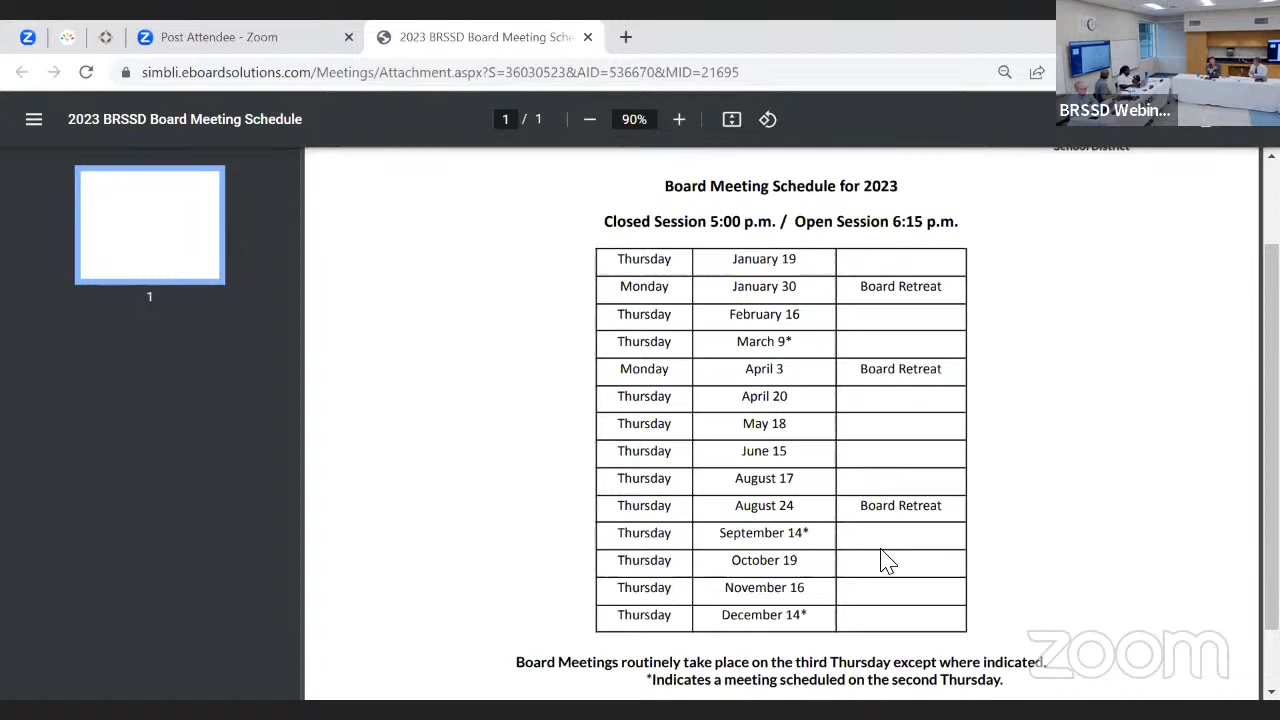 Post Attendee - Zoom
2023 BRSSD Board Meeting Sche
simbli.eboardsolutions.com/Meetings/Attachment.aspx?S=36030523&AID=536670&MID=21695
BRSSD Webin...
2023 BRSSD Board Meeting Schedule
1 / 1
90%
School District
1
Board Meeting Schedule for 2023
Closed Session 5:00 p.m. / Open Session 6:15 p.m.
Thursday January 19
Monday January 30 Board Retreat
Thursday February 16
Thursday March 9*
Monday April 3 Board Retreat
Thursday April 20
Thursday May 18
Thursday June 15
Thursday August 17
Thursday August 24 Board Retreat
Thursday September 14*
Thursday October 19
Thursday November 16
Thursday December 14*
Board Meetings routinely take place on the third Thursday except where indicated.
*Indicates a meeting scheduled on the second Thursday.
zoom